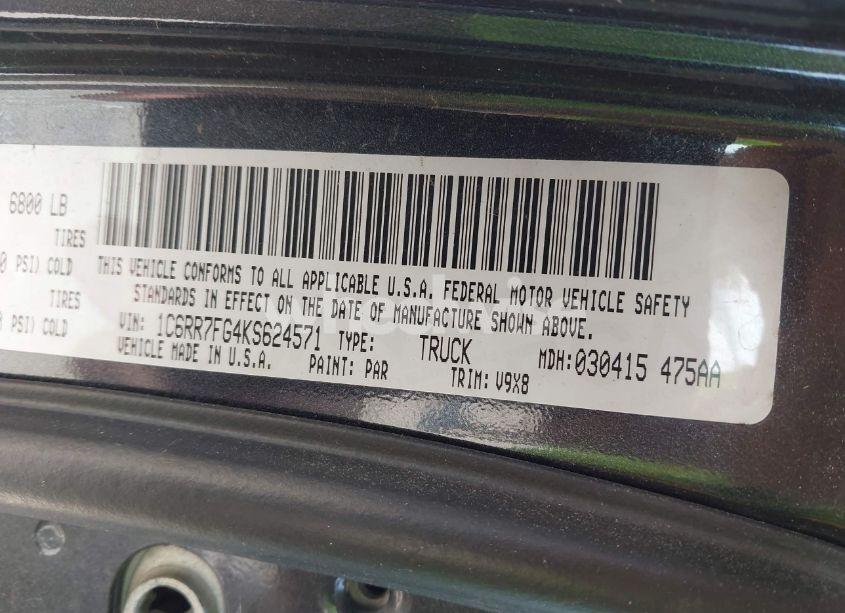 6800 LB
TIRES
0 PSI) COLD
TIRES
0 PSI) COLD
THIS VEHICLE CONFORMS TO ALL APPLICABLE U.S.A. FEDERAL MOTOR VEHICLE SAFETY
STANDARDS IN EFFECT ON THE DATE OF MANUFACTURE SHOWN ABOVE.
VIN: 1C6RR7FG4KS624571 TYPE: TRUCK MDH:030415 475AA
VEHICLE MADE IN U.S.A. PAINT: PAR TRIM: V9X8